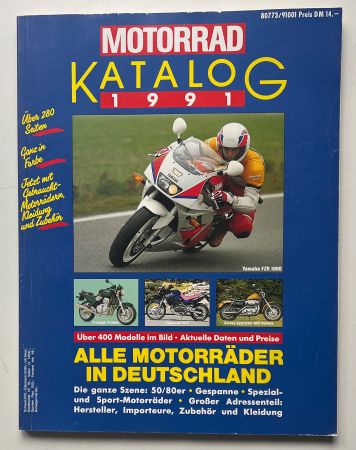 80773/91001 Preis DM 14,–
MOTORRAD
KATALOG
1991
Über 280
Seiten
Ganz in
Farbe
Jetzt mit
Gebraucht-
Motorrädern,
Kleidung
und Zubehör
YAMAHA
Yamaha FZR 1000
Über 400 Modelle im Bild · Aktuelle Daten und Preise
ALLE MOTORRÄDER
IN DEUTSCHLAND
Die ganze Szene: 50/80er · Gespanne · Spezial-
und Sport-Motorräder · Großer Adressenteil:
Hersteller, Importeure, Zubehör und Kleidung